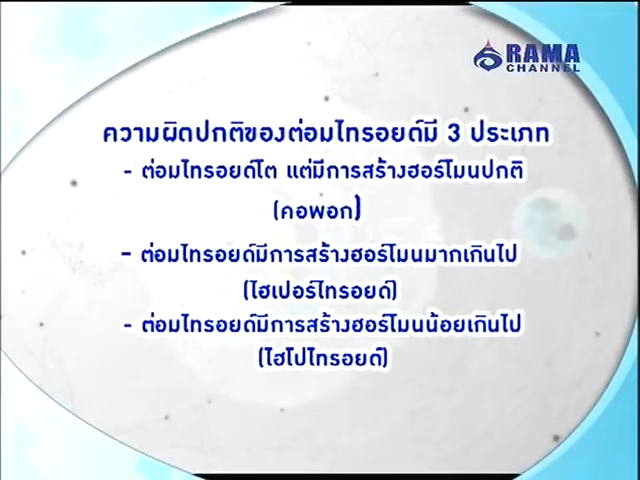 RAMA
CHANNEL
ความผิดปกติของต่อมไทรอยด์มี 3 ประเภท
- ต่อมไทรอยด์โต แต่มีการสร้างฮอร์โมนปกติ
(คอพอก)
- ต่อมไทรอยด์มีการสร้างฮอร์โมนมากเกินไป
(ไฮเปอร์ไทรอยด์)
- ต่อมไทรอยด์มีการสร้างฮอร์โมนน้อยเกินไป
(ไฮโปไทรอยด์)